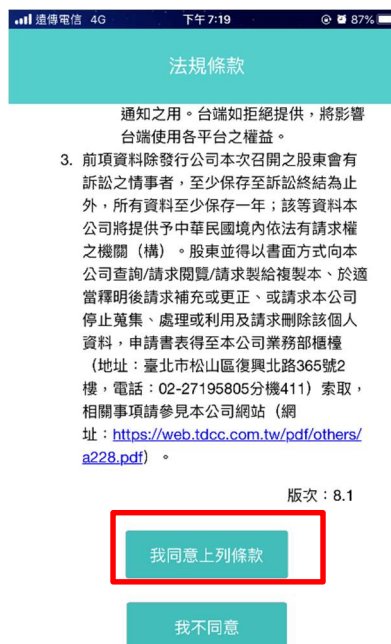 遠傳電信 4G 下午7:19 87%
法規條款
通知之用。台端如拒絕提供，將影響
台端使用各平台之權益。
3. 前項資料除發行公司本次召開之股東會有
訴訟之情事者，至少保存至訴訟終結為止
外，所有資料至少保存一年；該等資料本
公司將提供予中華民國境內依法有請求權
之機關（構）。股東並得以書面方式向本
公司查詢/請求閱覽/請求製給複製本、於適
當釋明後請求補充或更正、或請求本公司
停止蒐集、處理或利用及請求刪除該個人
資料，申請書表得至本公司業務部櫃檯
（地址：臺北市松山區復興北路365號2
樓，電話：02-27195805分機411）索取，
相關事項請參見本公司網站（網
址：https://web.tdcc.com.tw/pdf/others/
a228.pdf）。
版次：8.1
我同意上列條款
我不同意